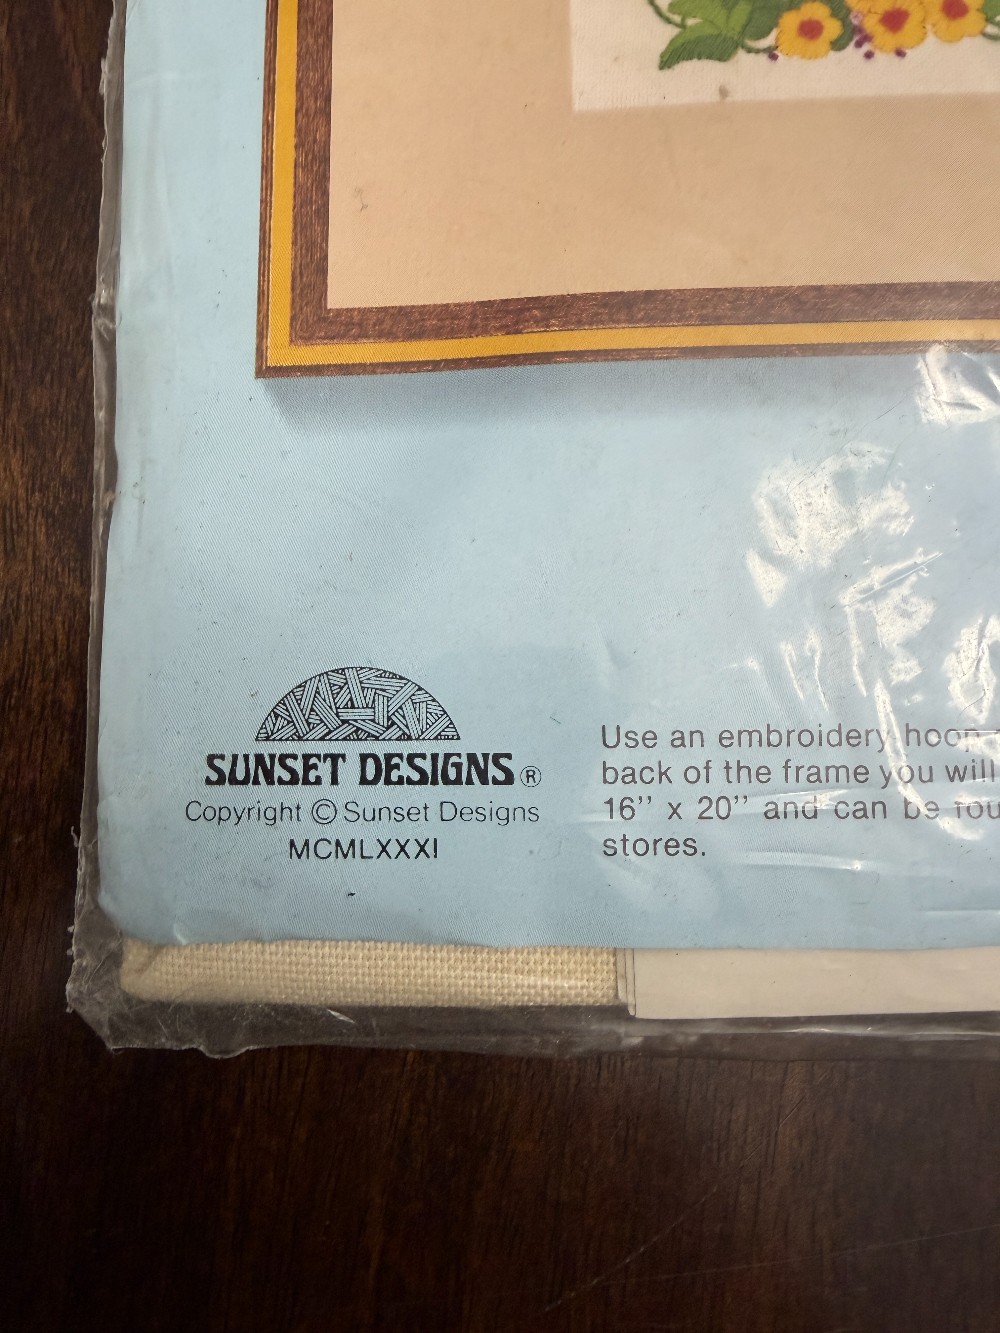 SUNSET DESIGNS®
Copyright © Sunset Designs
MCMLXXXI
Use an embroidery hoop
back of the frame you will
16” x 20” and can be
stores.